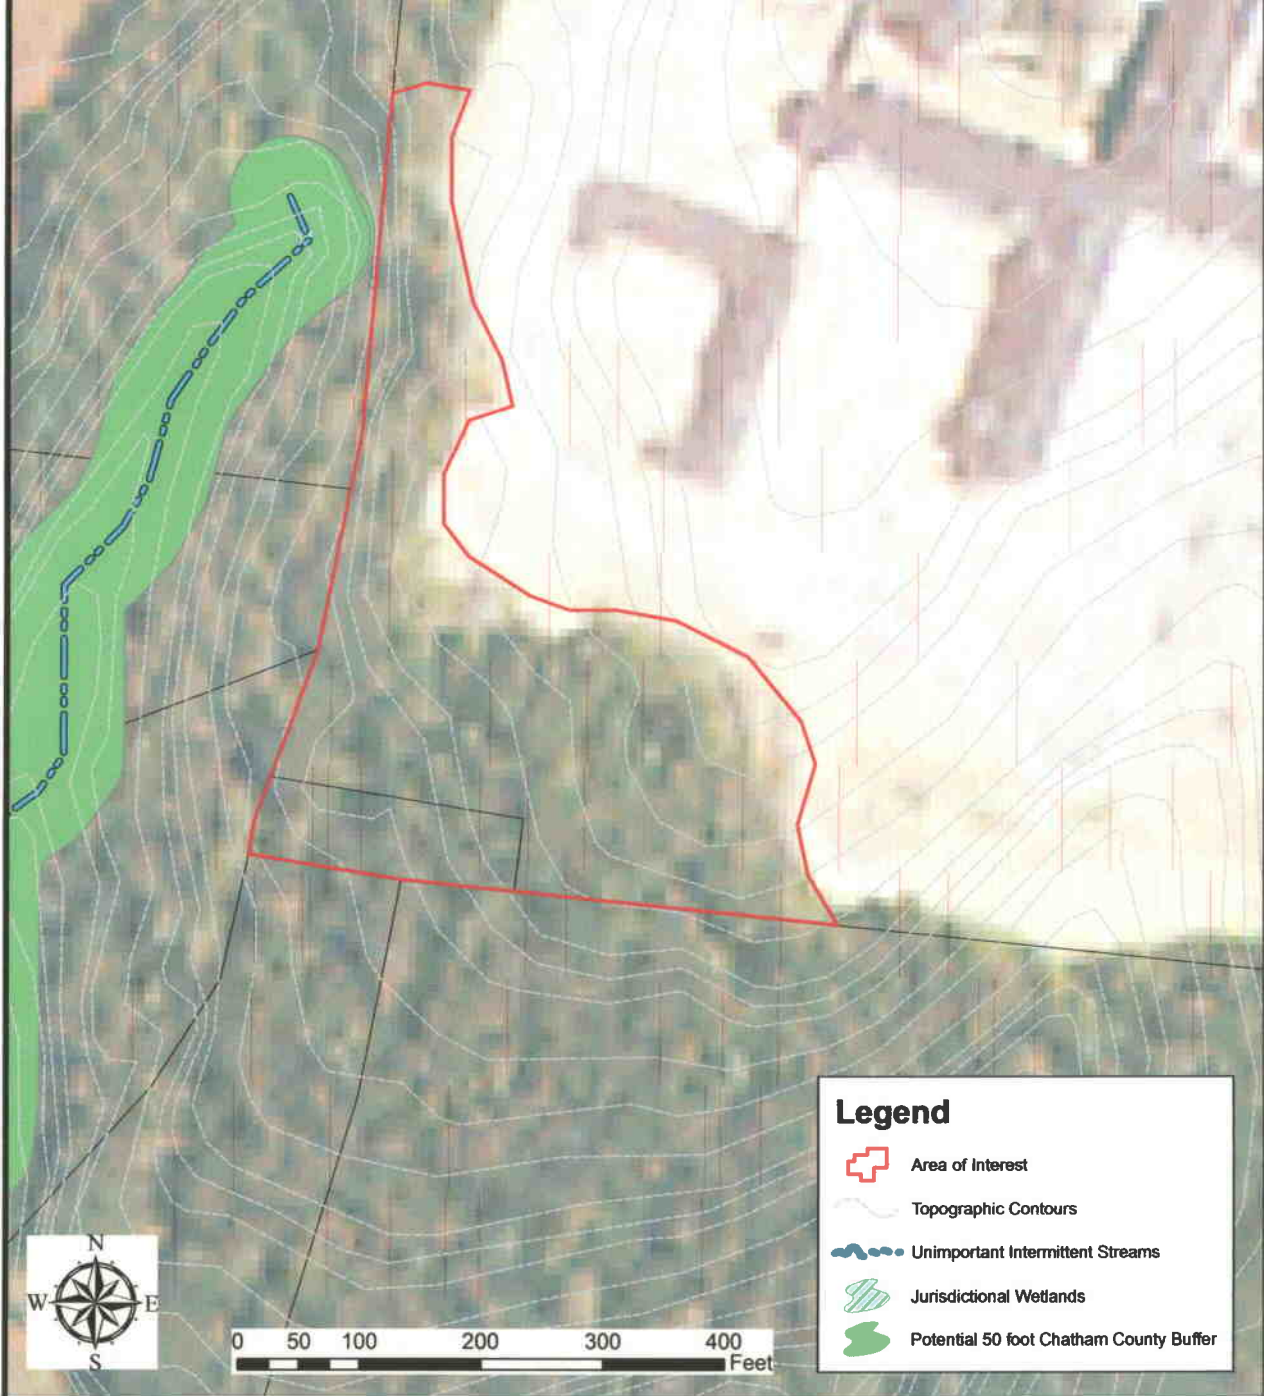 Legend
Area of Interest
Topographic Contours
Unimportant Intermittent Streams
Jurisdictional Wetlands
Potential 50 foot Chatham County Buffer
N
W E
S
0 50 100 200 300 400
Feet